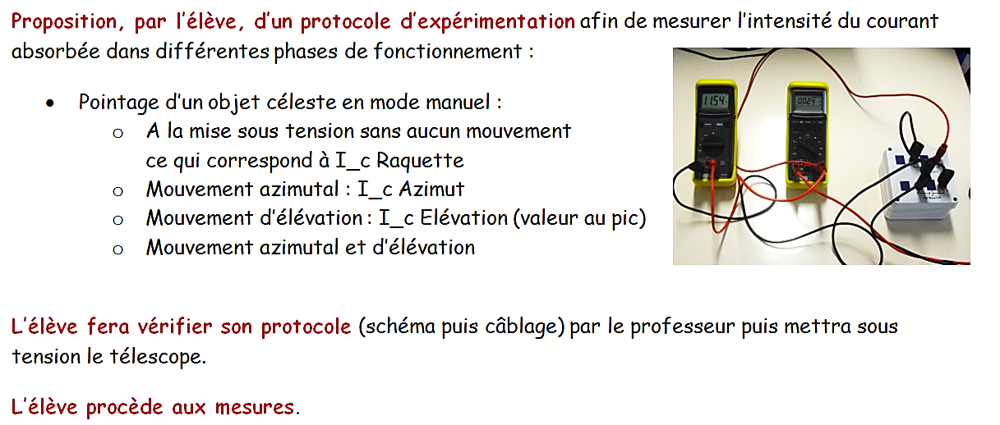 Proposition, par l'élève, d'un protocole d'expérimentation afin de mesurer l'intensité du courant
absorbée dans différentes phases de fonctionnement :
• Pointage d'un objet céleste en mode manuel :
o A la mise sous tension sans aucun mouvement
ce qui correspond à I_c Raquette
o Mouvement azimutal : I_c Azimut
o Mouvement d'élévation : I_c Elévation (valeur au pic)
o Mouvement azimutal et d'élévation
11.54
L'élève fera vérifier son protocole (schéma puis câblage) par le professeur puis mettra sous
tension le télescope.
L'élève procède aux mesures.